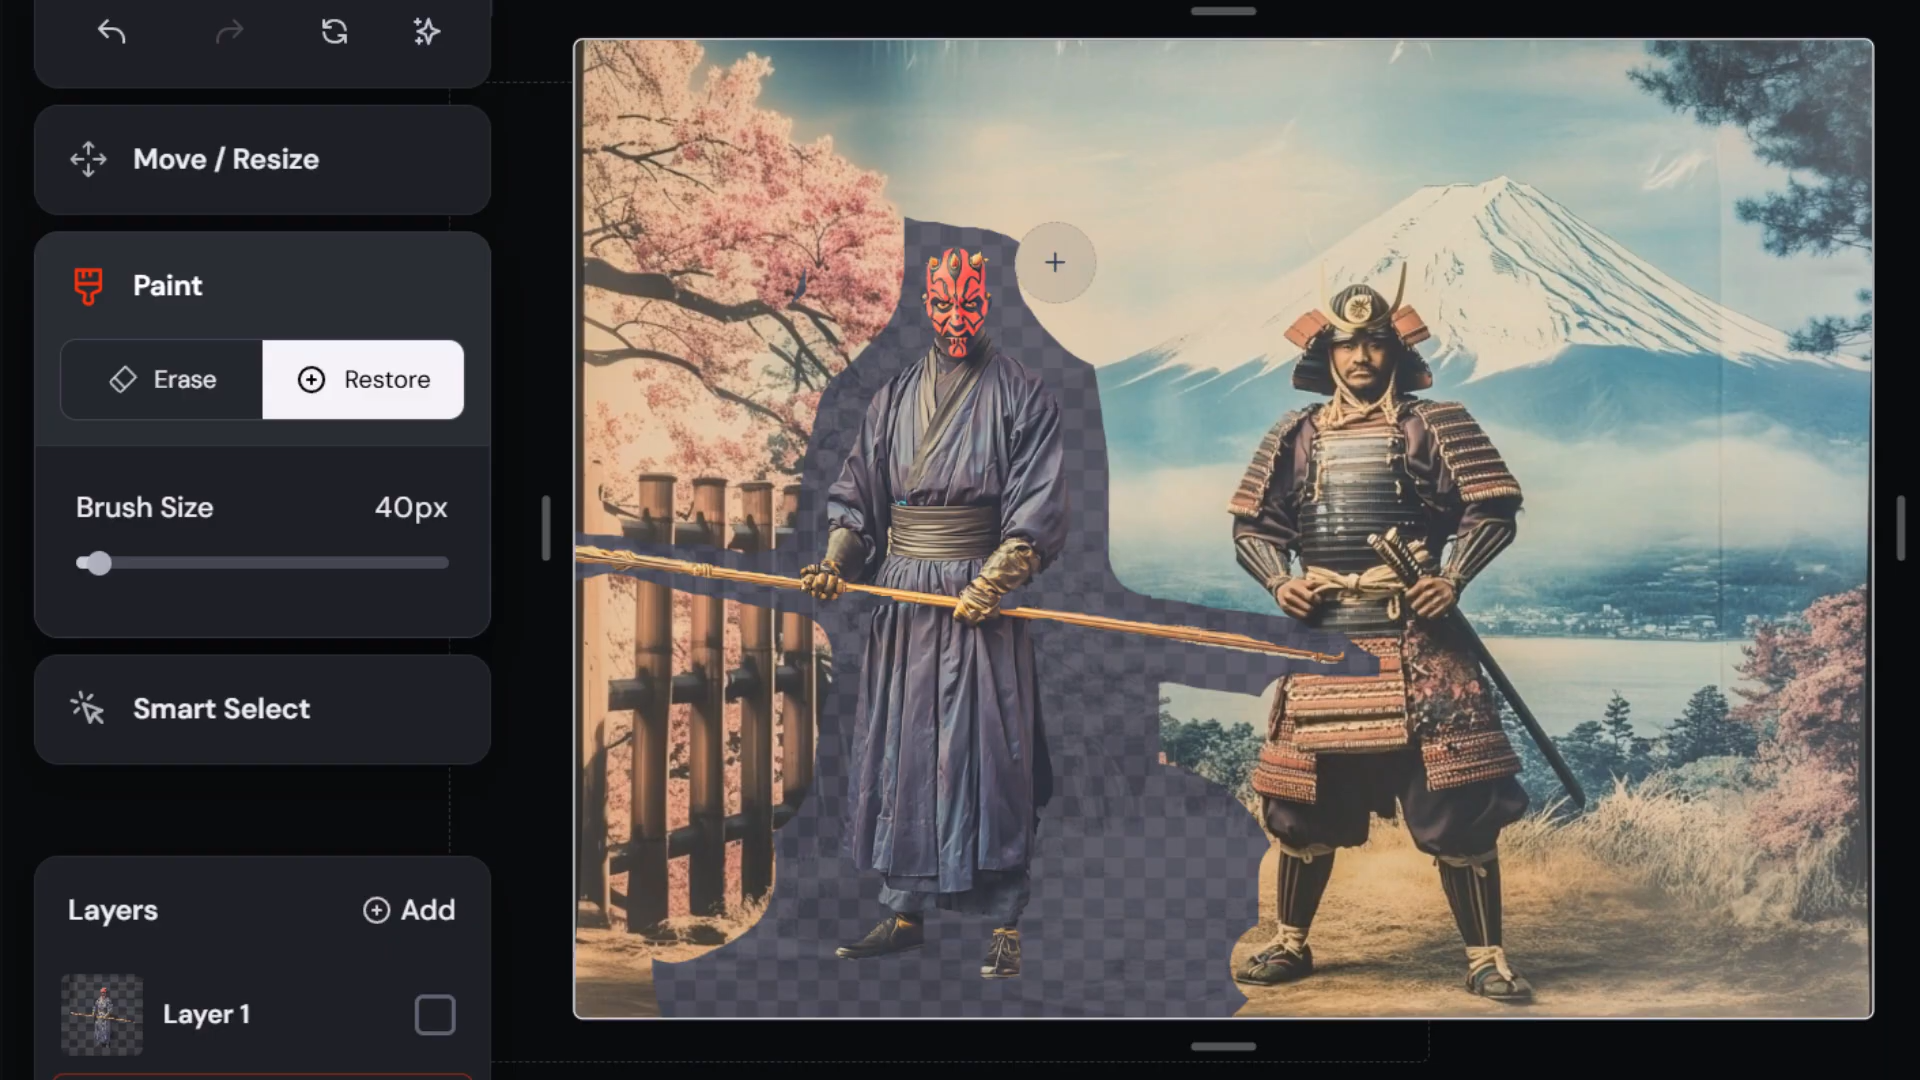 Move / Resize
Paint
Erase
Restore
Brush Size
40px
Smart Select
Layers
Add
Layer 1